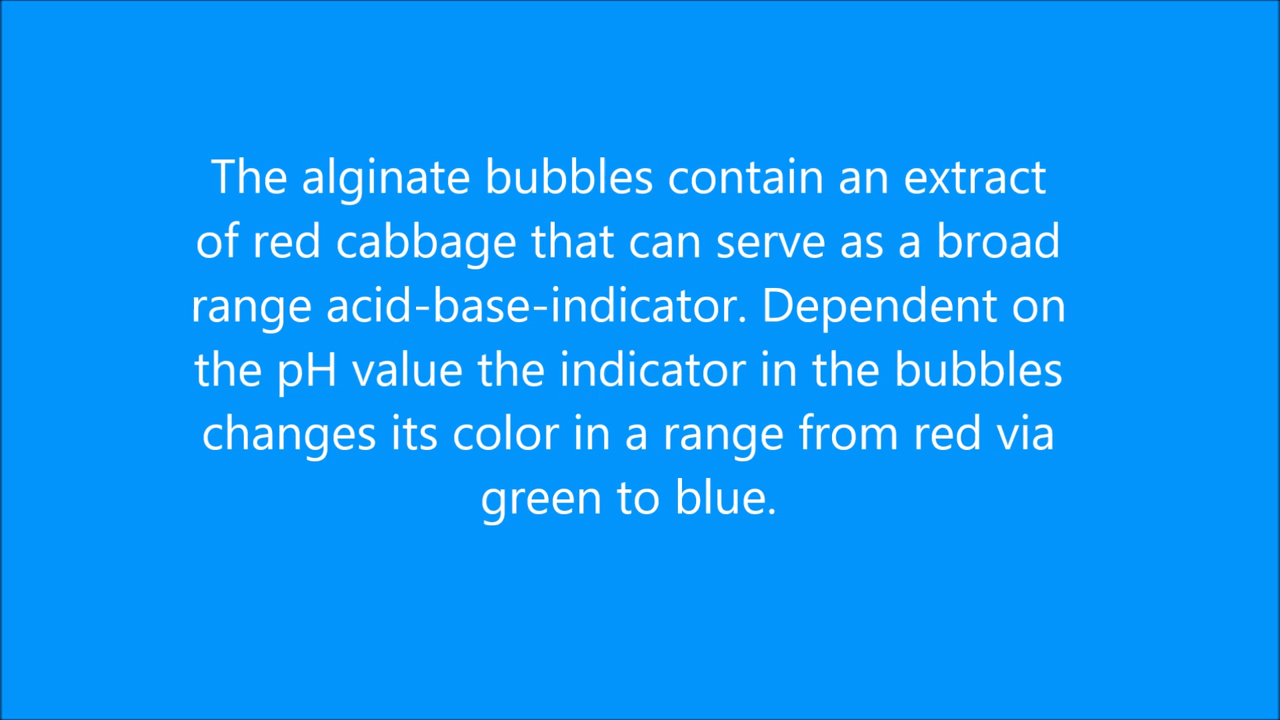 The alginate bubbles contain an extract
of red cabbage that can serve as a broad
range acid-base-indicator. Dependent on
the pH value the indicator in the bubbles
changes its color in a range from red via
green to blue.